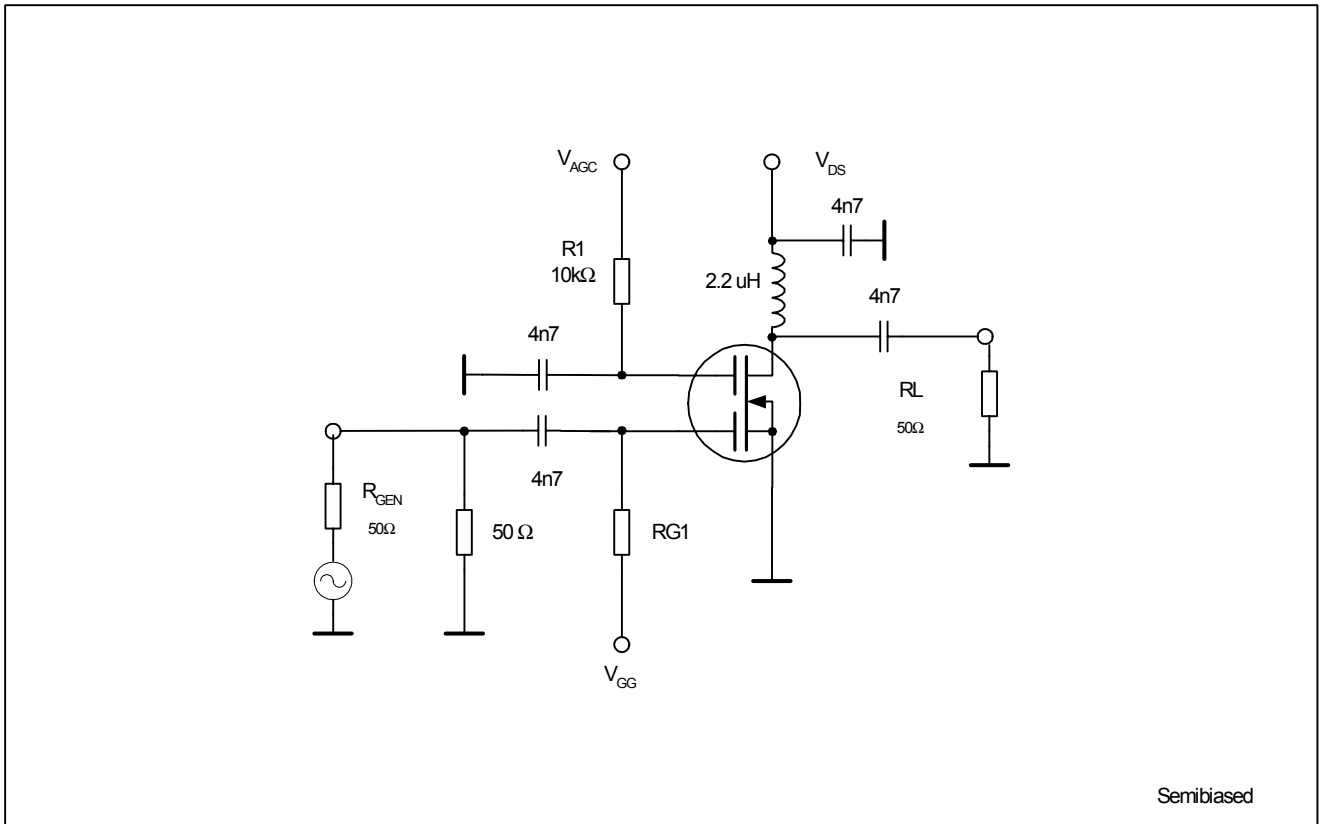 V_AGC
V_DS
4n7
R1
10kΩ
2.2 uH
4n7
4n7
RL
50Ω
4n7
R_GEN
50Ω
50 Ω
RG1
V_GG
Semibiased